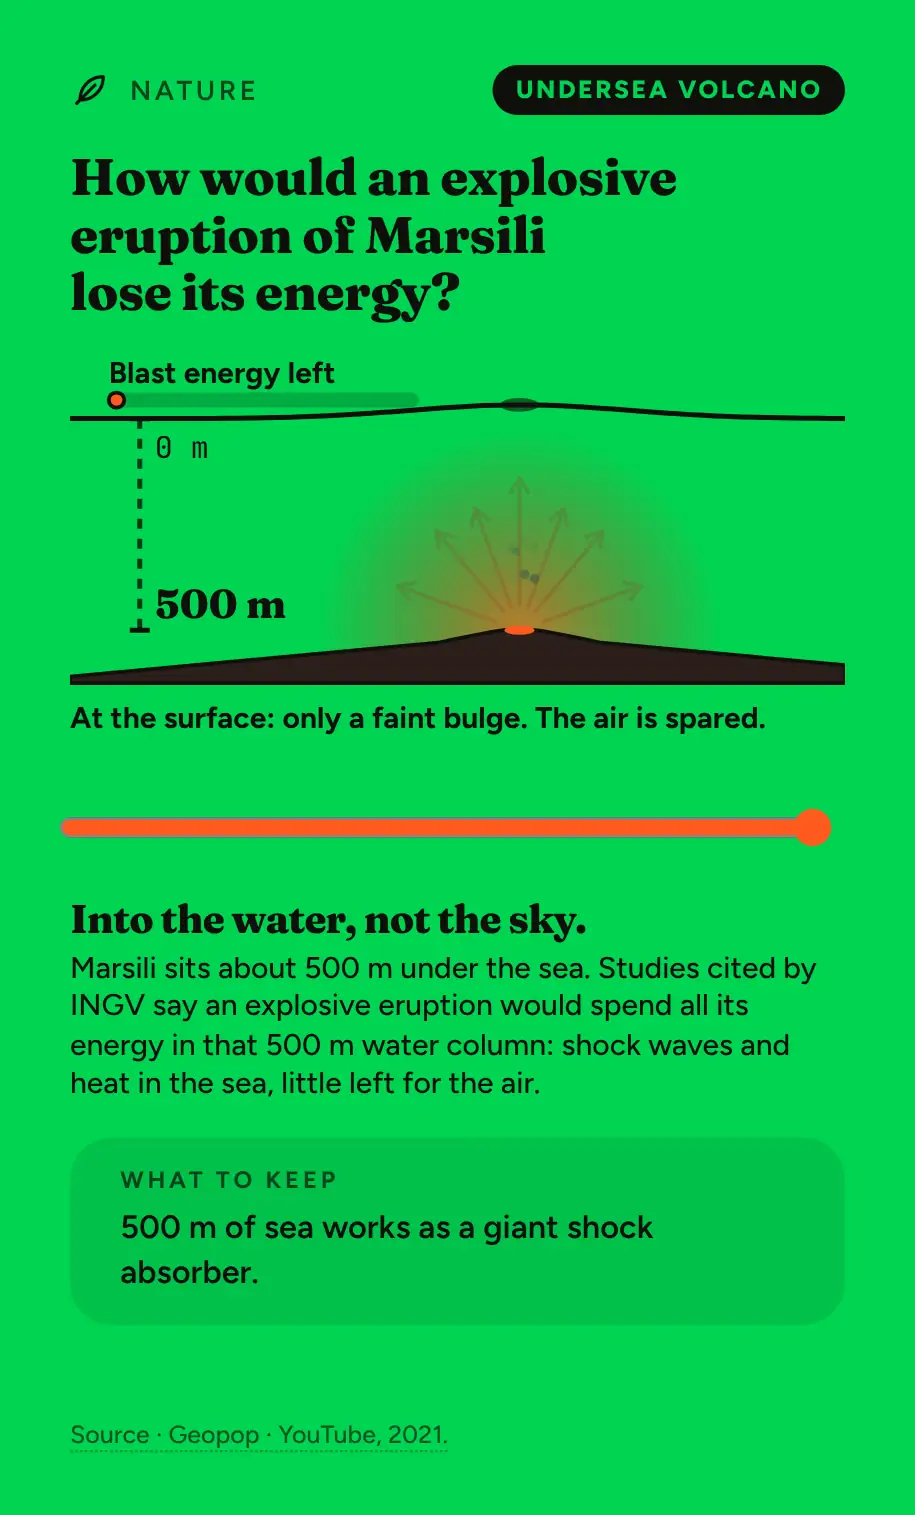 NATURE
UNDERSEA VOLCANO
How would an explosive
eruption of Marsili
lose its energy?
Blast energy left
0 m
500 m
At the surface: only a faint bulge. The air is spared.
Into the water, not the sky.
Marsili sits about 500 m under the sea. Studies cited by
INGV say an explosive eruption would spend all its
energy in that 500 m water column: shock waves and
heat in the sea, little left for the air.
WHAT TO KEEP
500 m of sea works as a giant shock
absorber.
Source · Geopop · YouTube, 2021.